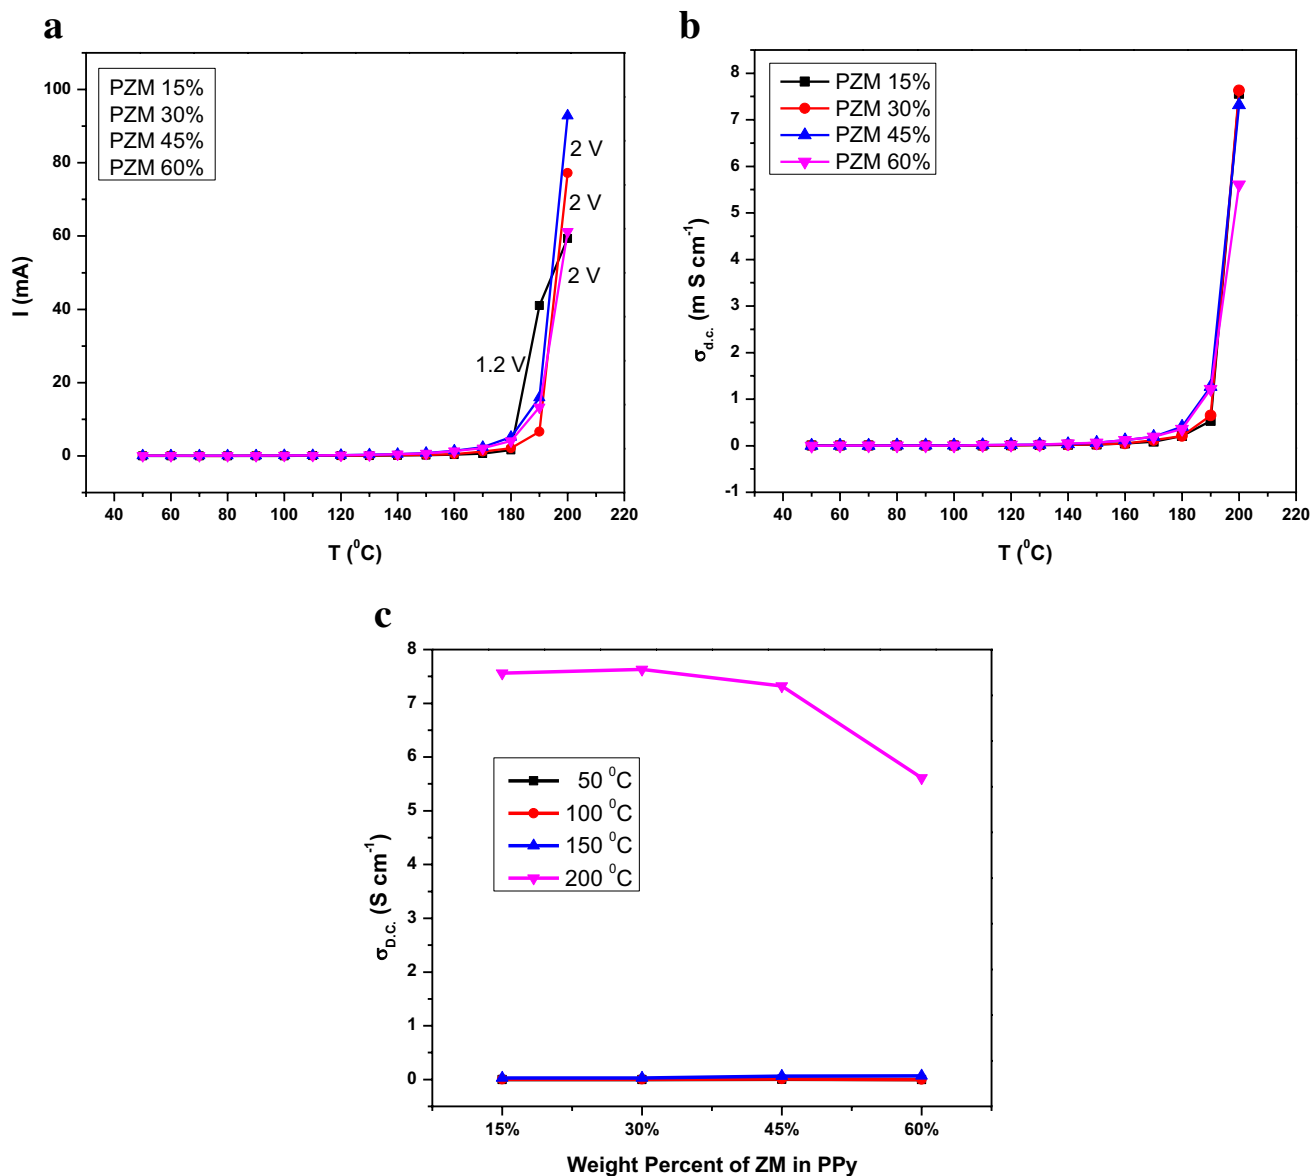 a
PZM 15%
PZM 30%
PZM 45%
PZM 60%
100
80
60
40
20
0
2 V
2 V
2 V
1.2 V
I (mA)
40 60 80 100 120 140 160 180 200 220
T (⁰C)
b
PZM 15%
PZM 30%
PZM 45%
PZM 60%
8
7
6
5
4
3
2
1
0
-1
σd.c. (m S cm⁻¹)
40 60 80 100 120 140 160 180 200 220
T (⁰C)
c
8
7
6
5
4
3
2
1
0
50 ⁰C
100 ⁰C
150 ⁰C
200 ⁰C
σD.C. (S cm⁻¹)
15% 30% 45% 60%
Weight Percent of ZM in PPy